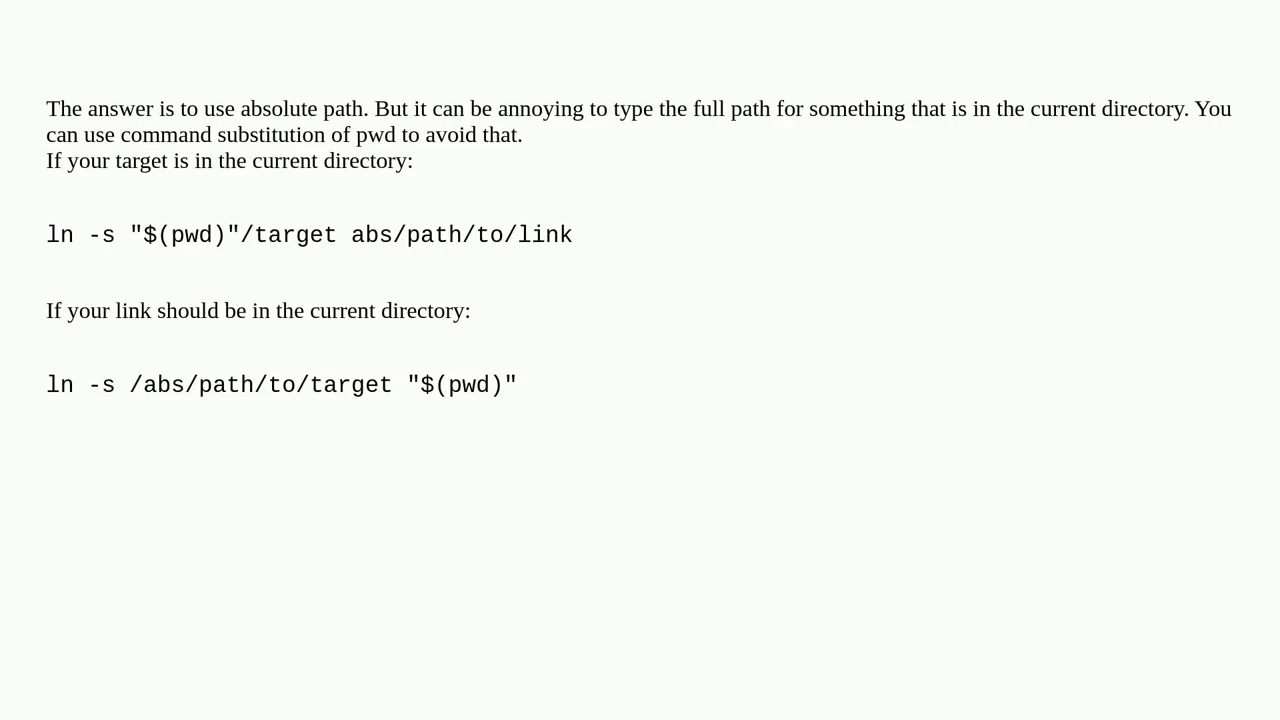 The answer is to use absolute path. But it can be annoying to type the full path for something that is in the current directory. You
can use command substitution of pwd to avoid that.
If your target is in the current directory:
ln -s "$(pwd)"/target abs/path/to/link
If your link should be in the current directory:
ln -s /abs/path/to/target "$(pwd)"